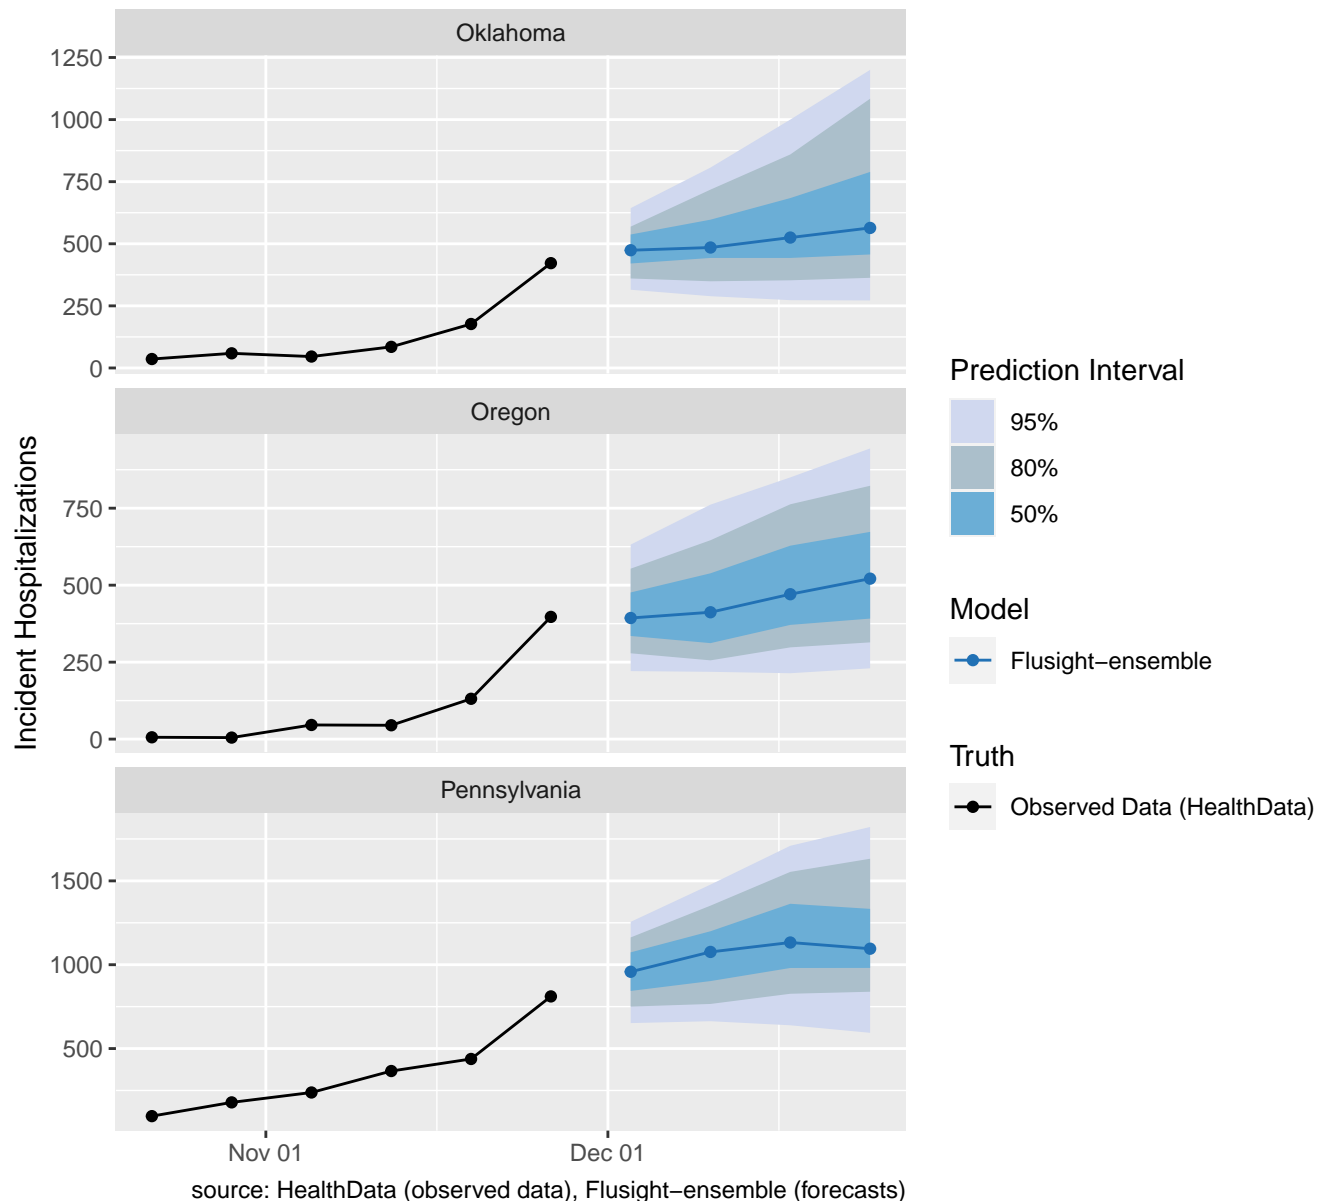 Oklahoma
1250
1000
750
500
250
0
Oregon
750
500
250
0
Pennsylvania
1500
1000
500
Incident Hospitalizations
Nov 01
Dec 01
source: HealthData (observed data), Flusight−ensemble (forecasts)
Prediction Interval
95%
80%
50%
Model
Flusight−ensemble
Truth
Observed Data (HealthData)